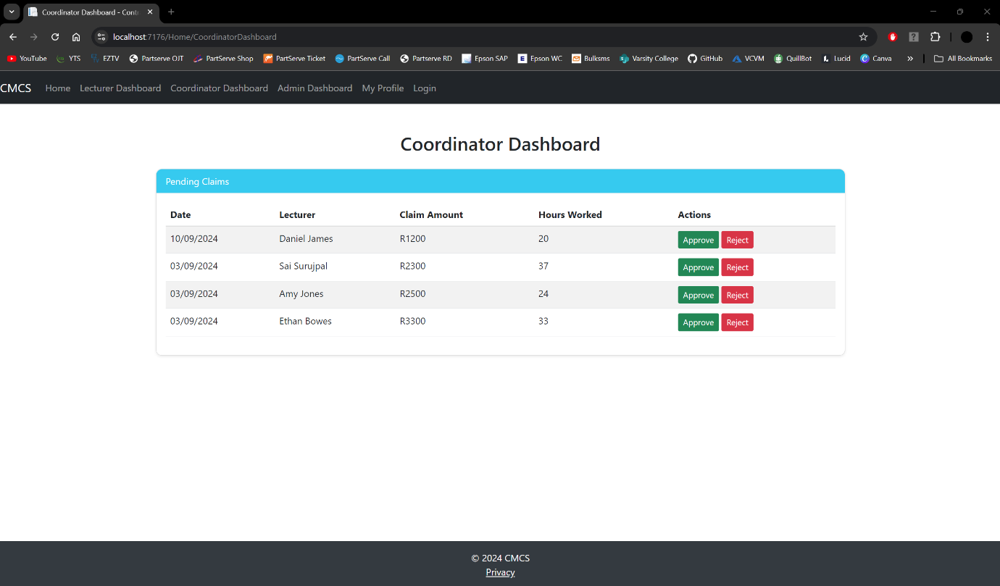 Coordinator Dashboard - Contr
localhost:7176/Home/CoordinatorDashboard
YouTube YTS EZTV Partserve OJT PartServe Shop PartServe Ticket PartServe Call Partserve RD Epson SAP E Epson WC Bulksms Varsity College GitHub VCVM QuillBot Lucid Canva » All Bookmarks
CMCS Home Lecturer Dashboard Coordinator Dashboard Admin Dashboard My Profile Login
Coordinator Dashboard
Pending Claims
Date Lecturer Claim Amount Hours Worked Actions
10/09/2024 Daniel James R1200 20 Approve Reject
03/09/2024 Sai Surujpal R2300 37 Approve Reject
03/09/2024 Amy Jones R2500 24 Approve Reject
03/09/2024 Ethan Bowes R3300 33 Approve Reject
© 2024 CMCS
Privacy